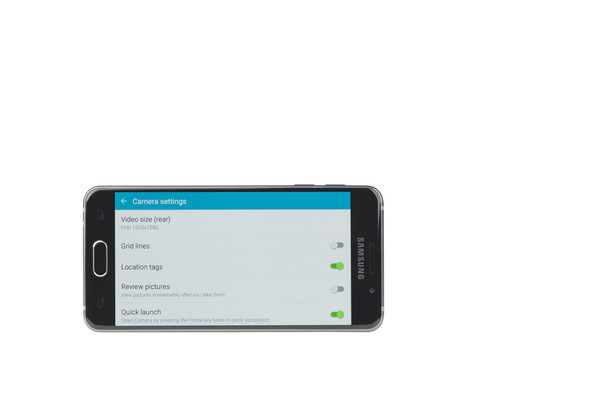 Camera settings
Video size (rear)
FHD 1920x1080
Grid lines
Location tags
Review pictures
View pictures immediately after you take them.
Quick launch
Open Camera by pressing the Home key twice in quick succession.
SAMSUNG